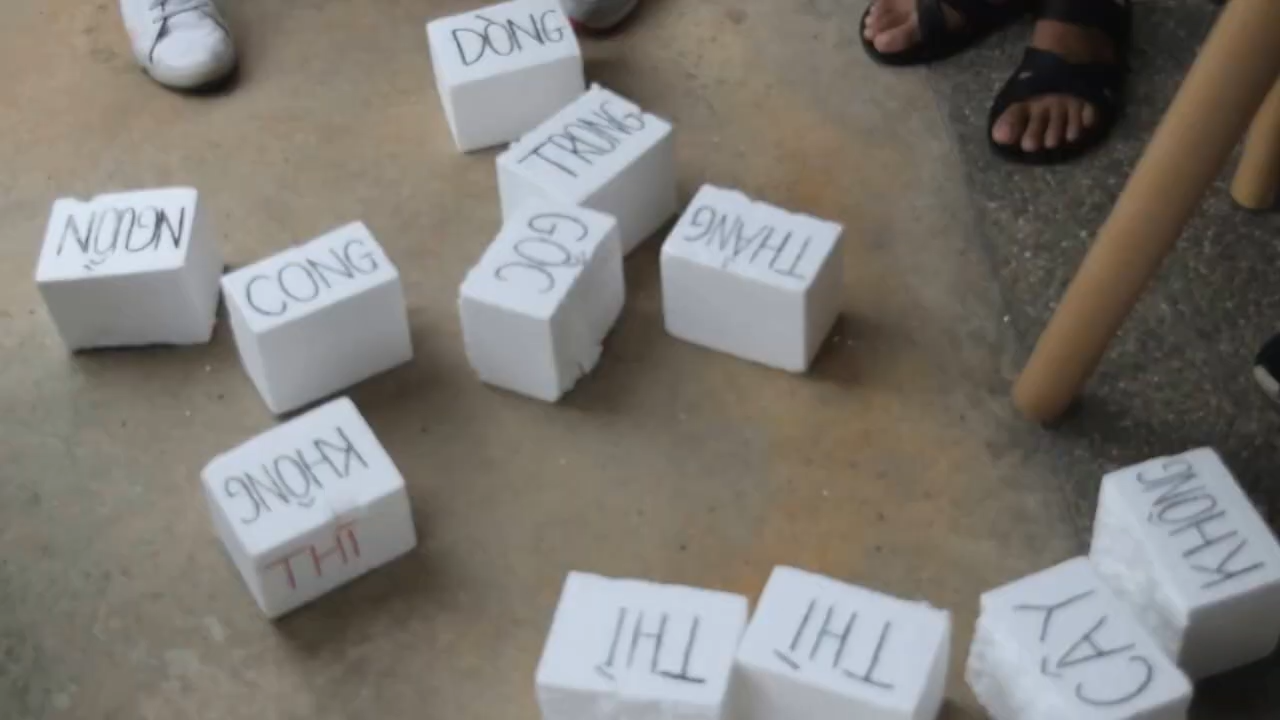 DÒNG
TRONG
NGUỒN
CONG
GỐC
THẲNG
KHÔNG
THÌ
KHÔNG
CÂY
THÌ
THÌ